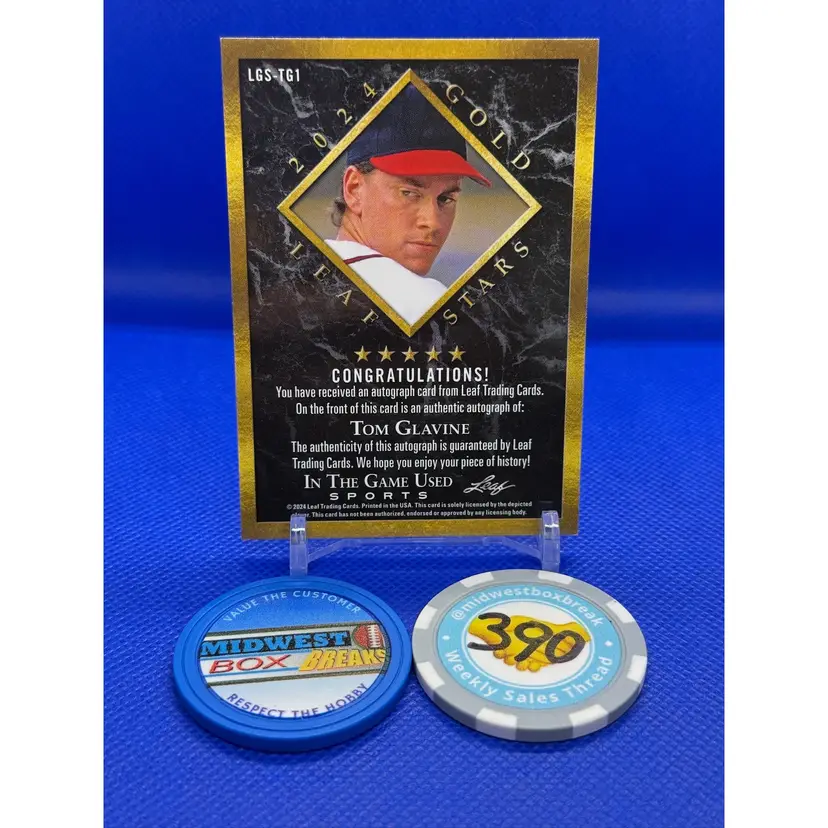 LGS-TG1
2024 GOLD
LEAF STARS
CONGRATULATIONS!
You have received an autograph card from Leaf Trading Cards.
On the front of this card is an authentic autograph of:
TOM GLAVINE
The authenticity of this autograph is guaranteed by Leaf
Trading Cards. We hope you enjoy your piece of history!
IN THE GAME USED
SPORTS
Leaf
© 2024 Leaf Trading Cards. Printed in the USA. This card is solely licensed by the depicted
player. This card has not been authorized, endorsed or approved by any licensing body.
VALUE THE CUSTOMER
MIDWEST
BOX BREAKS
RESPECT THE HOBBY
@midwestboxbreak
390
Weekly Sales Thread